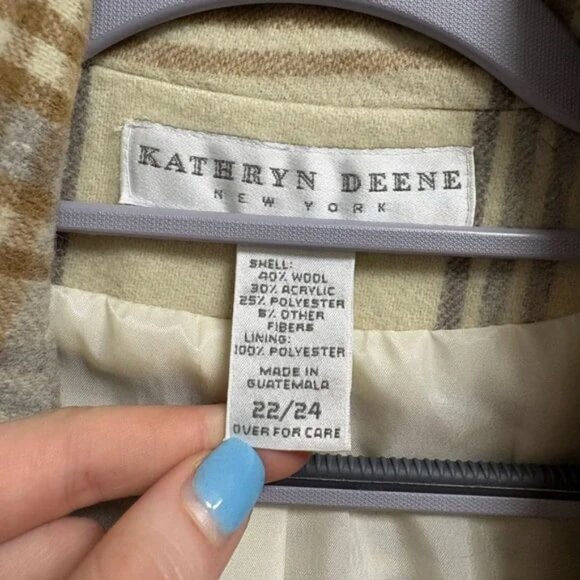 KATHRYN DEENE
NEW YORK
SHELL:
40% WOOL
30% ACRYLIC
25% POLYESTER
5% OTHER
FIBERS
LINING:
100% POLYESTER
MADE IN
GUATEMALA
22/24
OVER FOR CARE